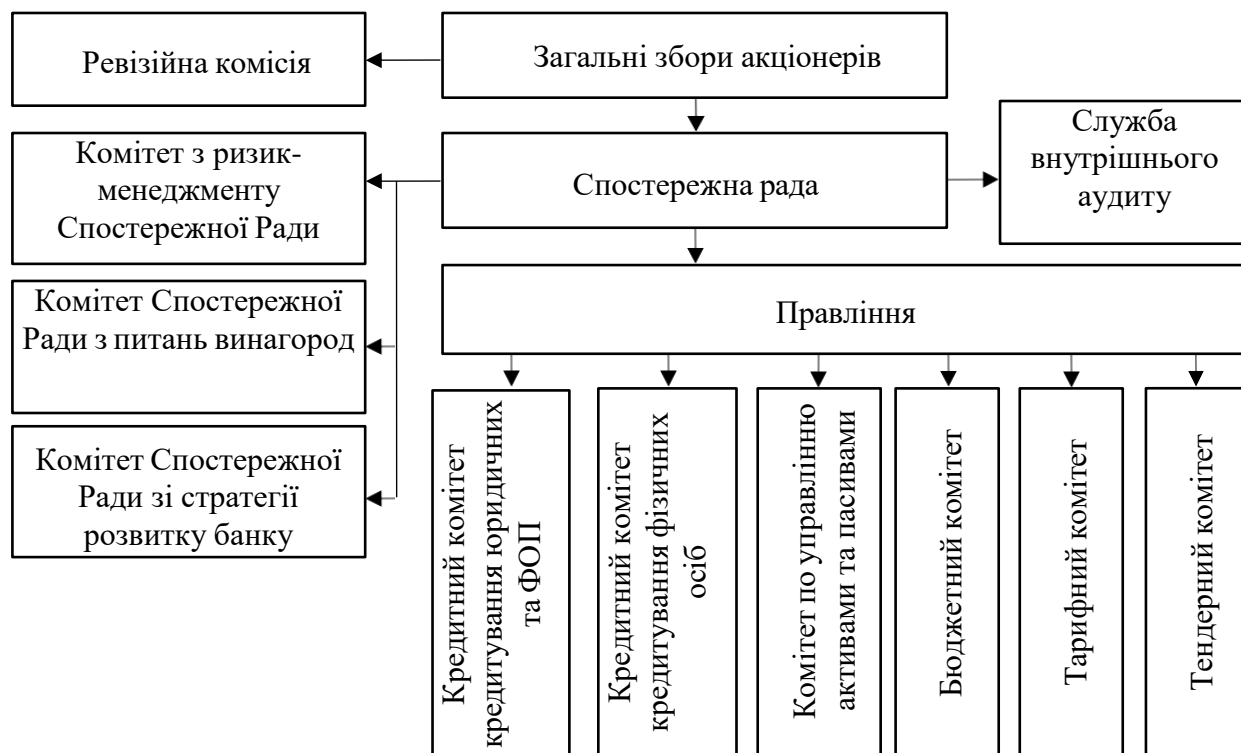 Ревізійна комісія
Загальні збори акціонерів
Комітет з ризик-
менеджменту
Спостережної Ради
Спостережна рада
Служба
внутрішнього
аудиту
Комітет Спостережної
Ради з питань винагород
Правління
Комітет Спостережної
Ради зі стратегії
розвитку банку
Кредитний комітет
кредитування юридичних
та ФОП
Кредитний комітет
кредитування фізичних
осіб
Комітет по управлінню
активами та пасивами
Бюджетний комітет
Тарифний комітет
Тендерний комітет